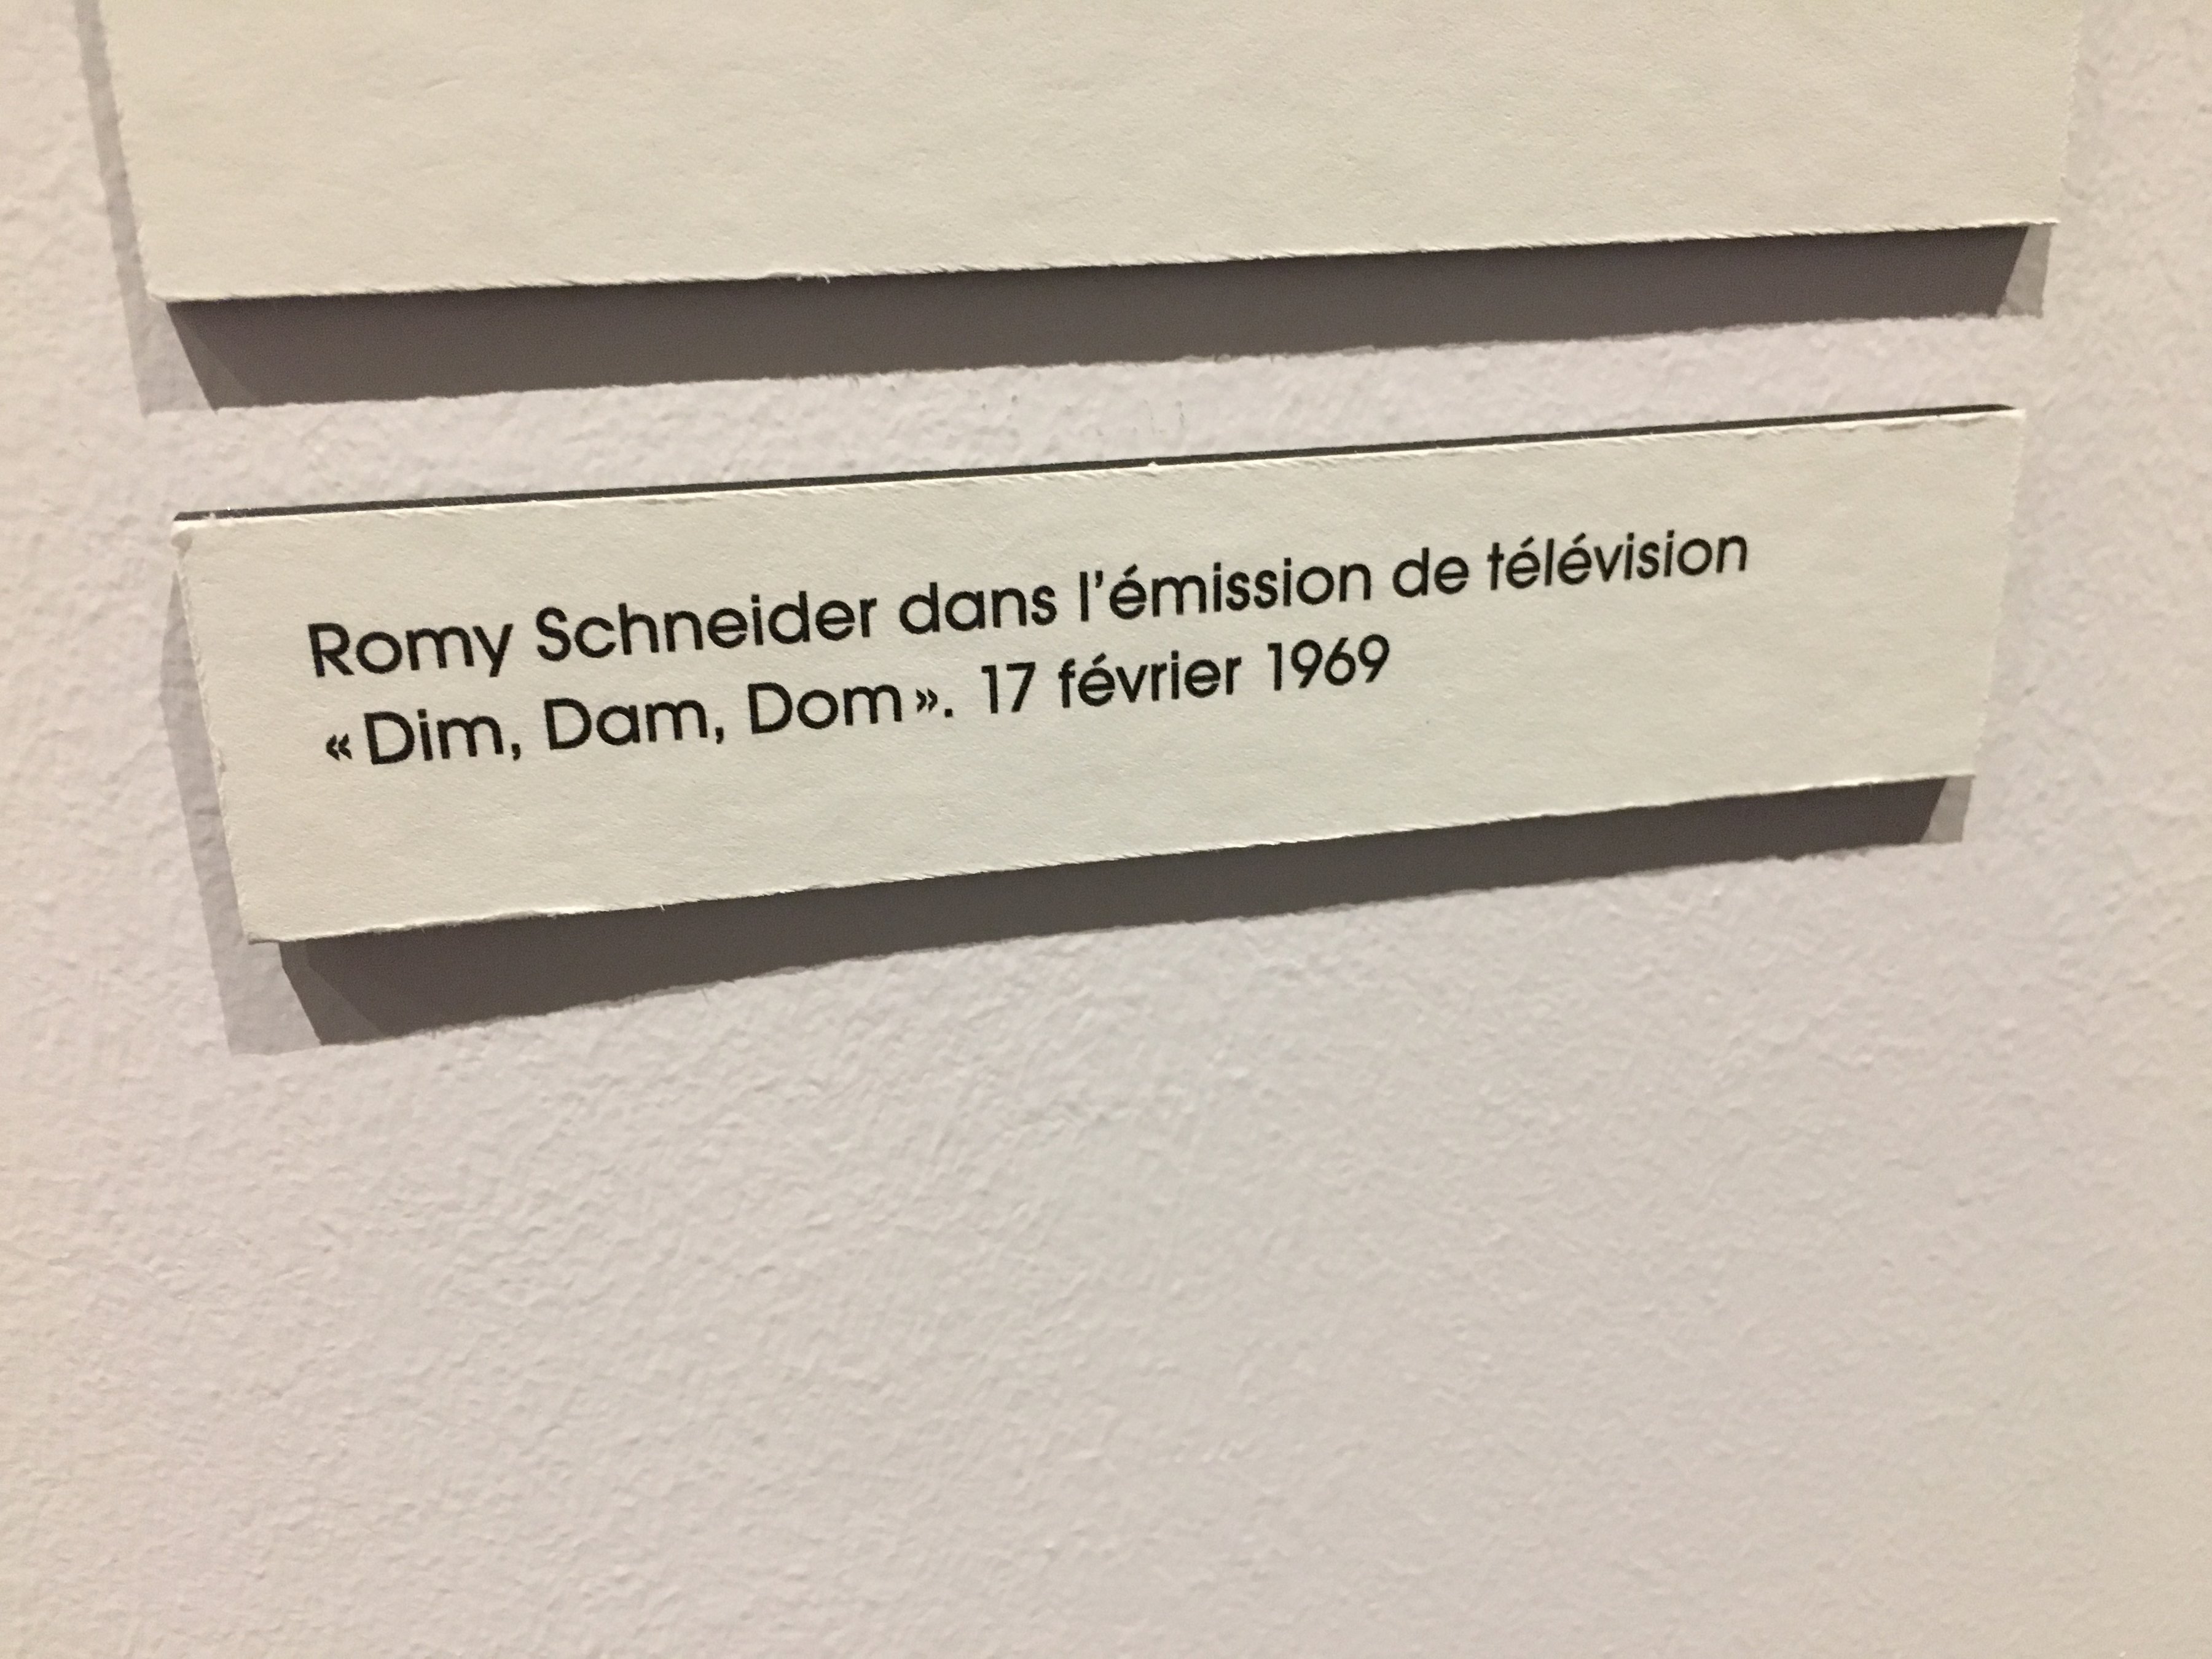 Romy Schneider dans l’émission de télévision
« Dim, Dam, Dom ». 17 février 1969